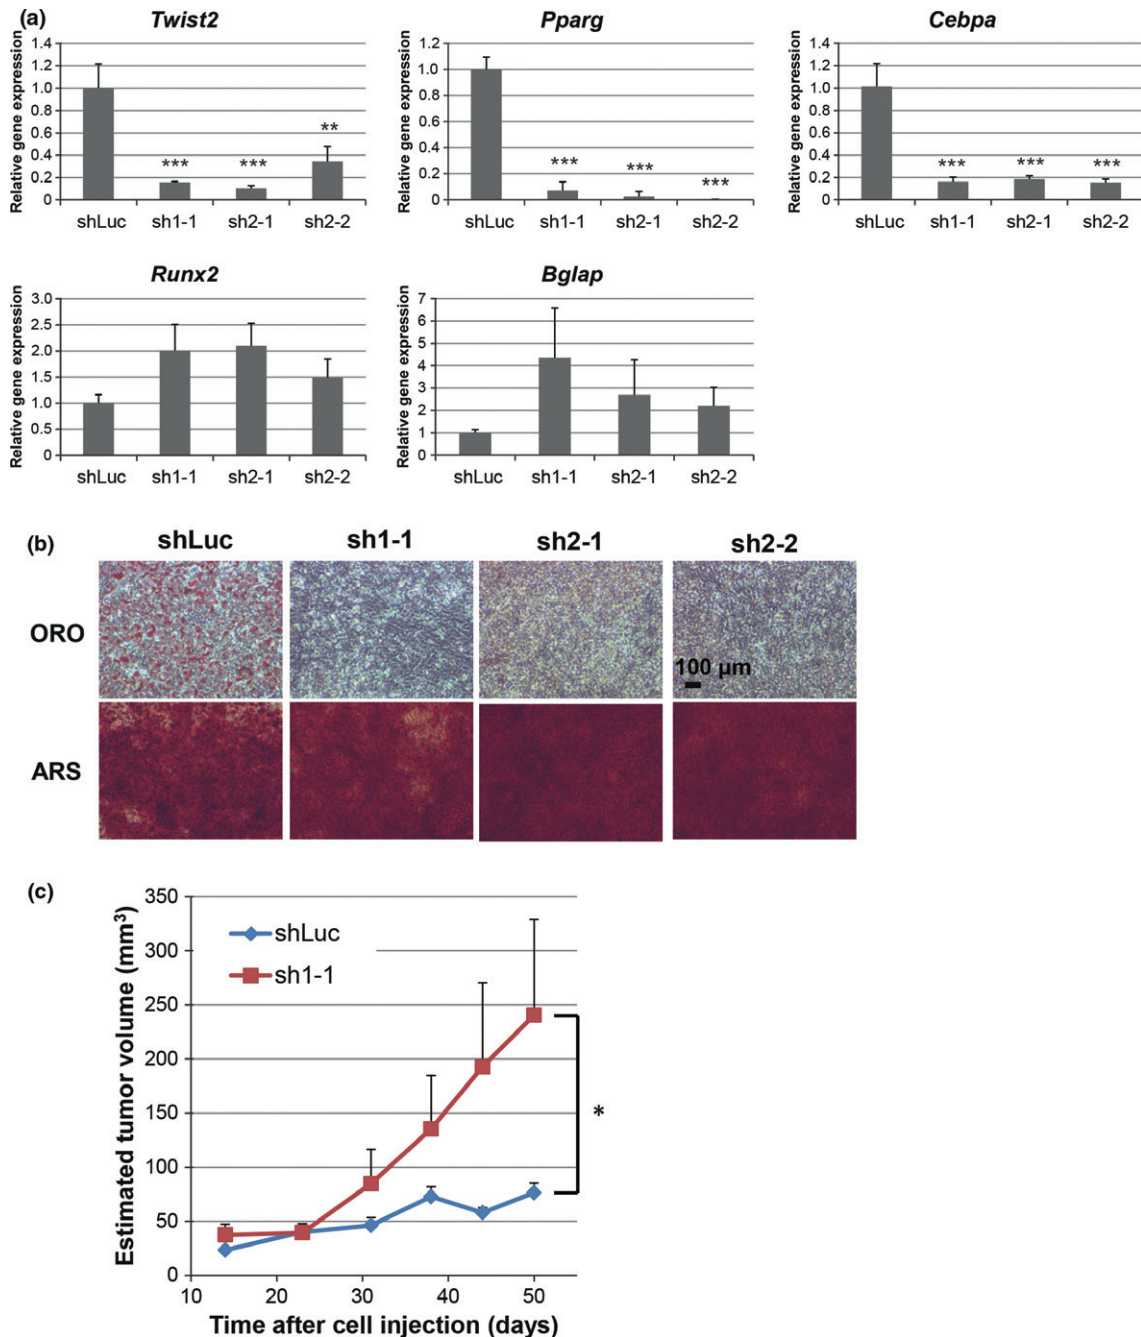 (a)
Twist2
Relative gene expression
1.4
1.2
1.0
0.8
0.6
0.4
0.2
0
***
***
**
shLuc sh1-1 sh2-1 sh2-2
Pparg
Relative gene expression
1.2
1.0
0.8
0.6
0.4
0.2
0
***
***
***
shLuc sh1-1 sh2-1 sh2-2
Cebpa
Relative gene expression
1.4
1.2
1.0
0.8
0.6
0.4
0.2
0
***
***
***
shLuc sh1-1 sh2-1 sh2-2
Runx2
Relative gene expression
3.0
2.5
2.0
1.5
1.0
0.5
0
shLuc sh1-1 sh2-1 sh2-2
Bglap
Relative gene expression
7
6
5
4
3
2
1
0
shLuc sh1-1 sh2-1 sh2-2
(b)
shLuc sh1-1 sh2-1 sh2-2
ORO
100 µm
ARS
(c)
Estimated tumor volume (mm³)
350
300
250
200
150
100
50
0
shLuc
sh1-1
*
10 20 30 40 50
Time after cell injection (days)